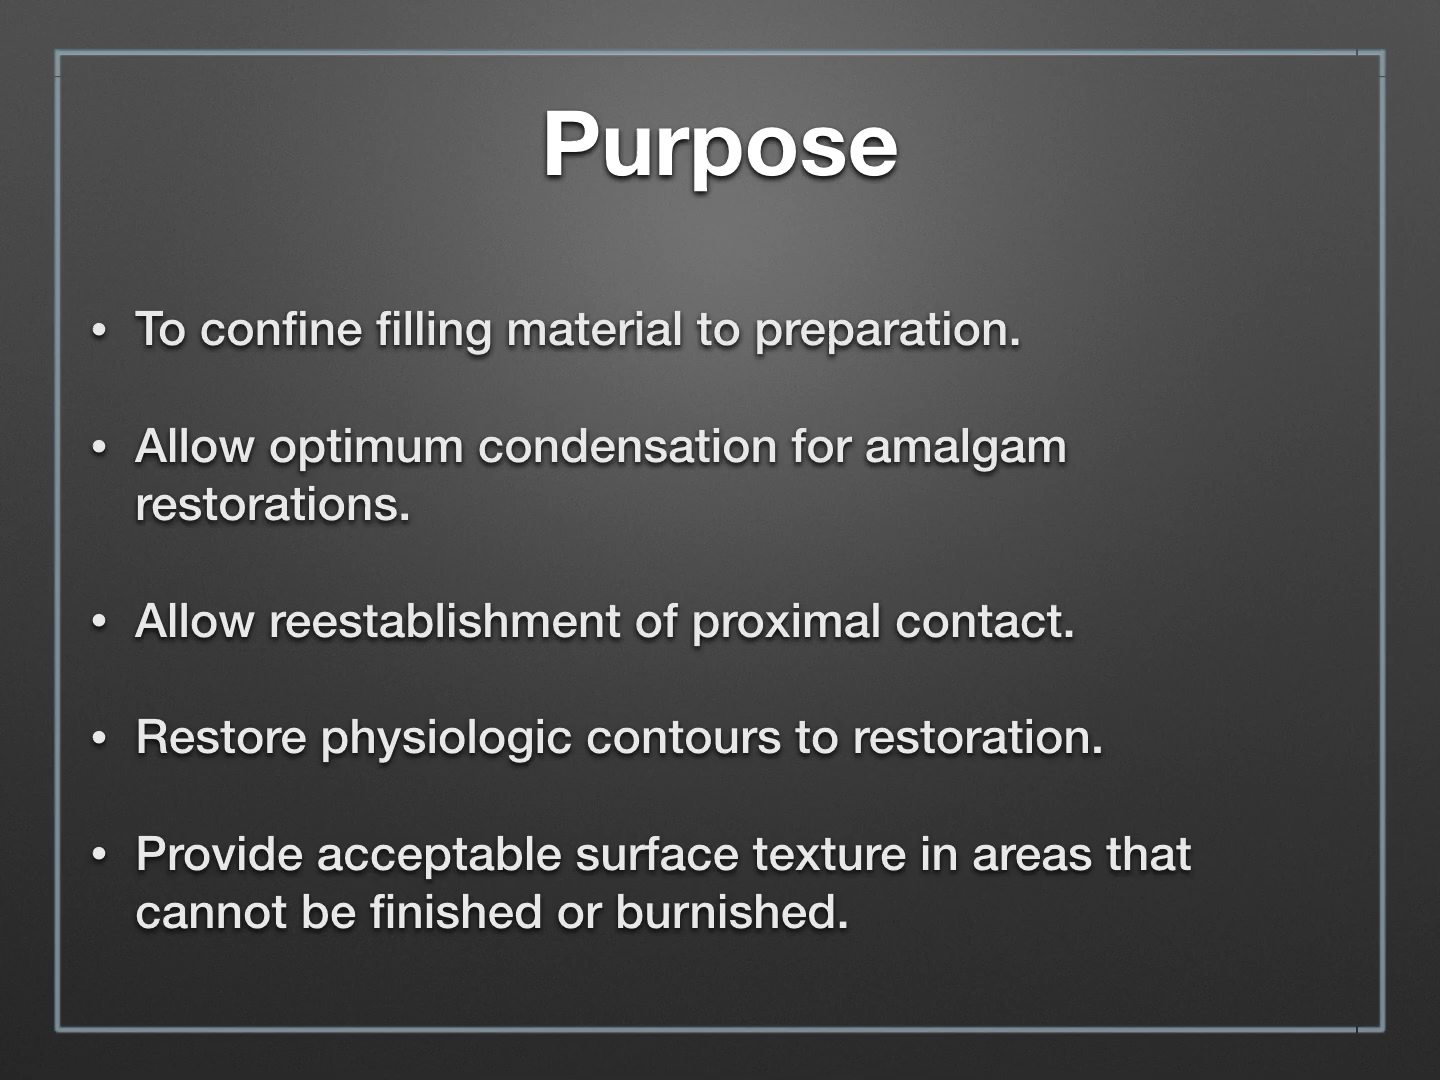 Purpose
• To confine filling material to preparation.
• Allow optimum condensation for amalgam
restorations.
• Allow reestablishment of proximal contact.
• Restore physiologic contours to restoration.
• Provide acceptable surface texture in areas that
cannot be finished or burnished.